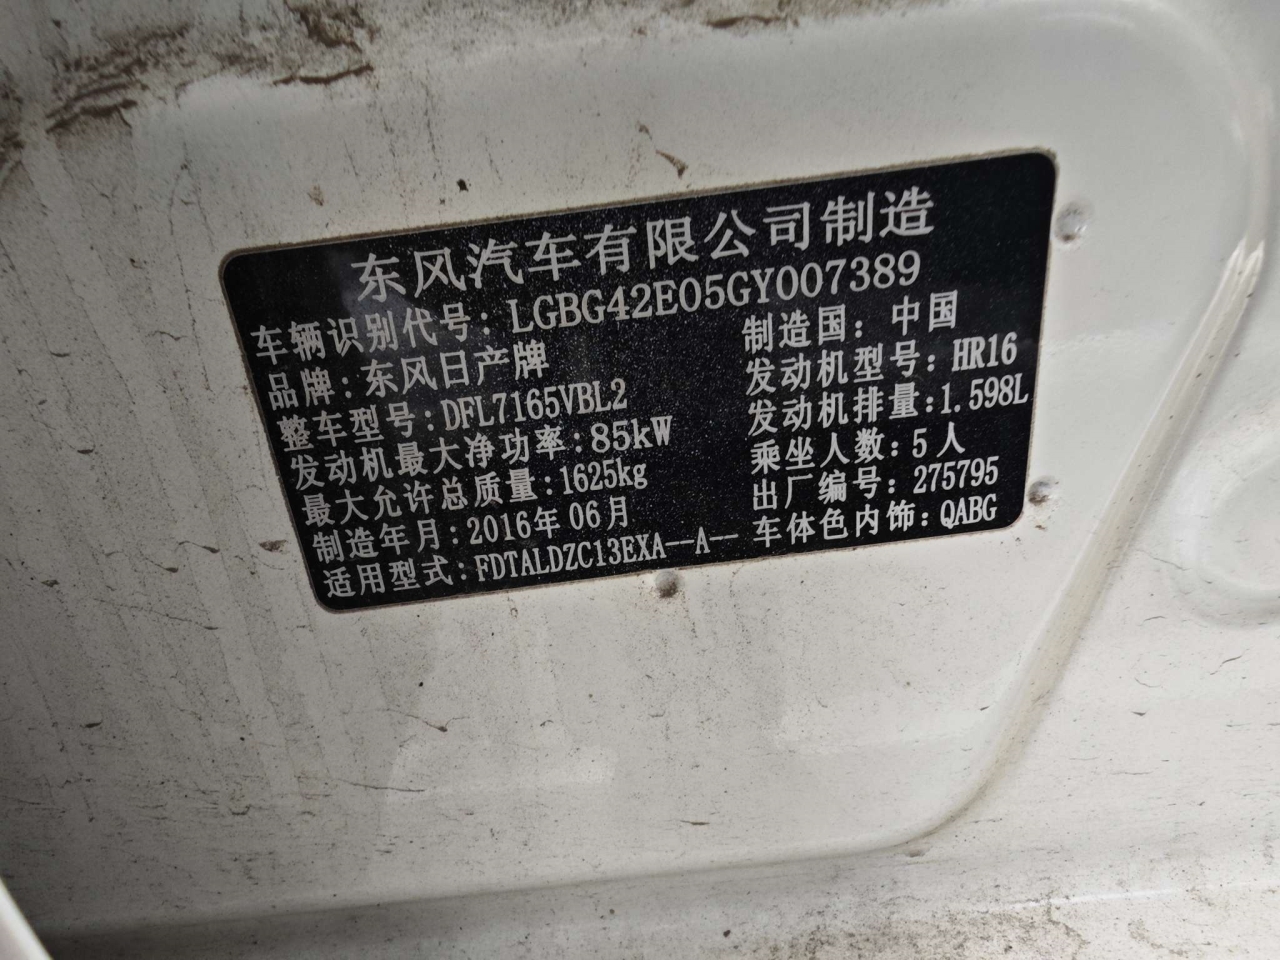 东风汽车有限公司制造
车辆识别代号：LGBG42E05GY007389
品牌：东风日产牌 制造国：中国
整车型号：DFL7165VBL2 发动机型号：HR16
发动机最大净功率：85kW 发动机排量：1.598L
最大允许总质量：1625kg 乘坐人数：5人
制造年月：2016年06月 出厂编号：275795
适用型式：FDTALDZC13EXA--A-- 车体色内饰：QABG